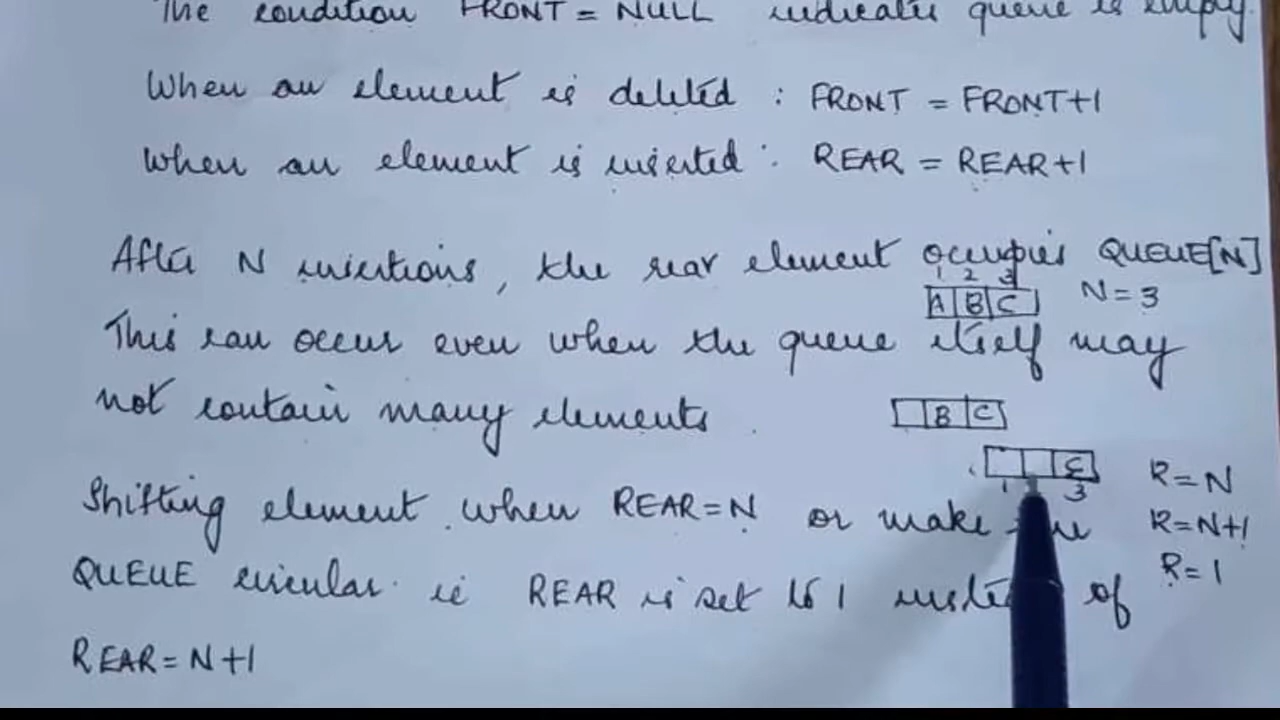 The condition FRONT = NULL indicates queue is empty.
When an element is deleted : FRONT = FRONT+1
When an element is inserted : REAR = REAR+1
After N insertions, the rear element occupies QUEUE[N]
1 2 3
A B C N = 3
This can occur even when the queue itself may
not contain many elements .
B C
C R = N
1 3
Shifting element when REAR = N or make the R = N+1
R = 1
QUEUE circular ie REAR is set to 1 instead of
REAR = N+1